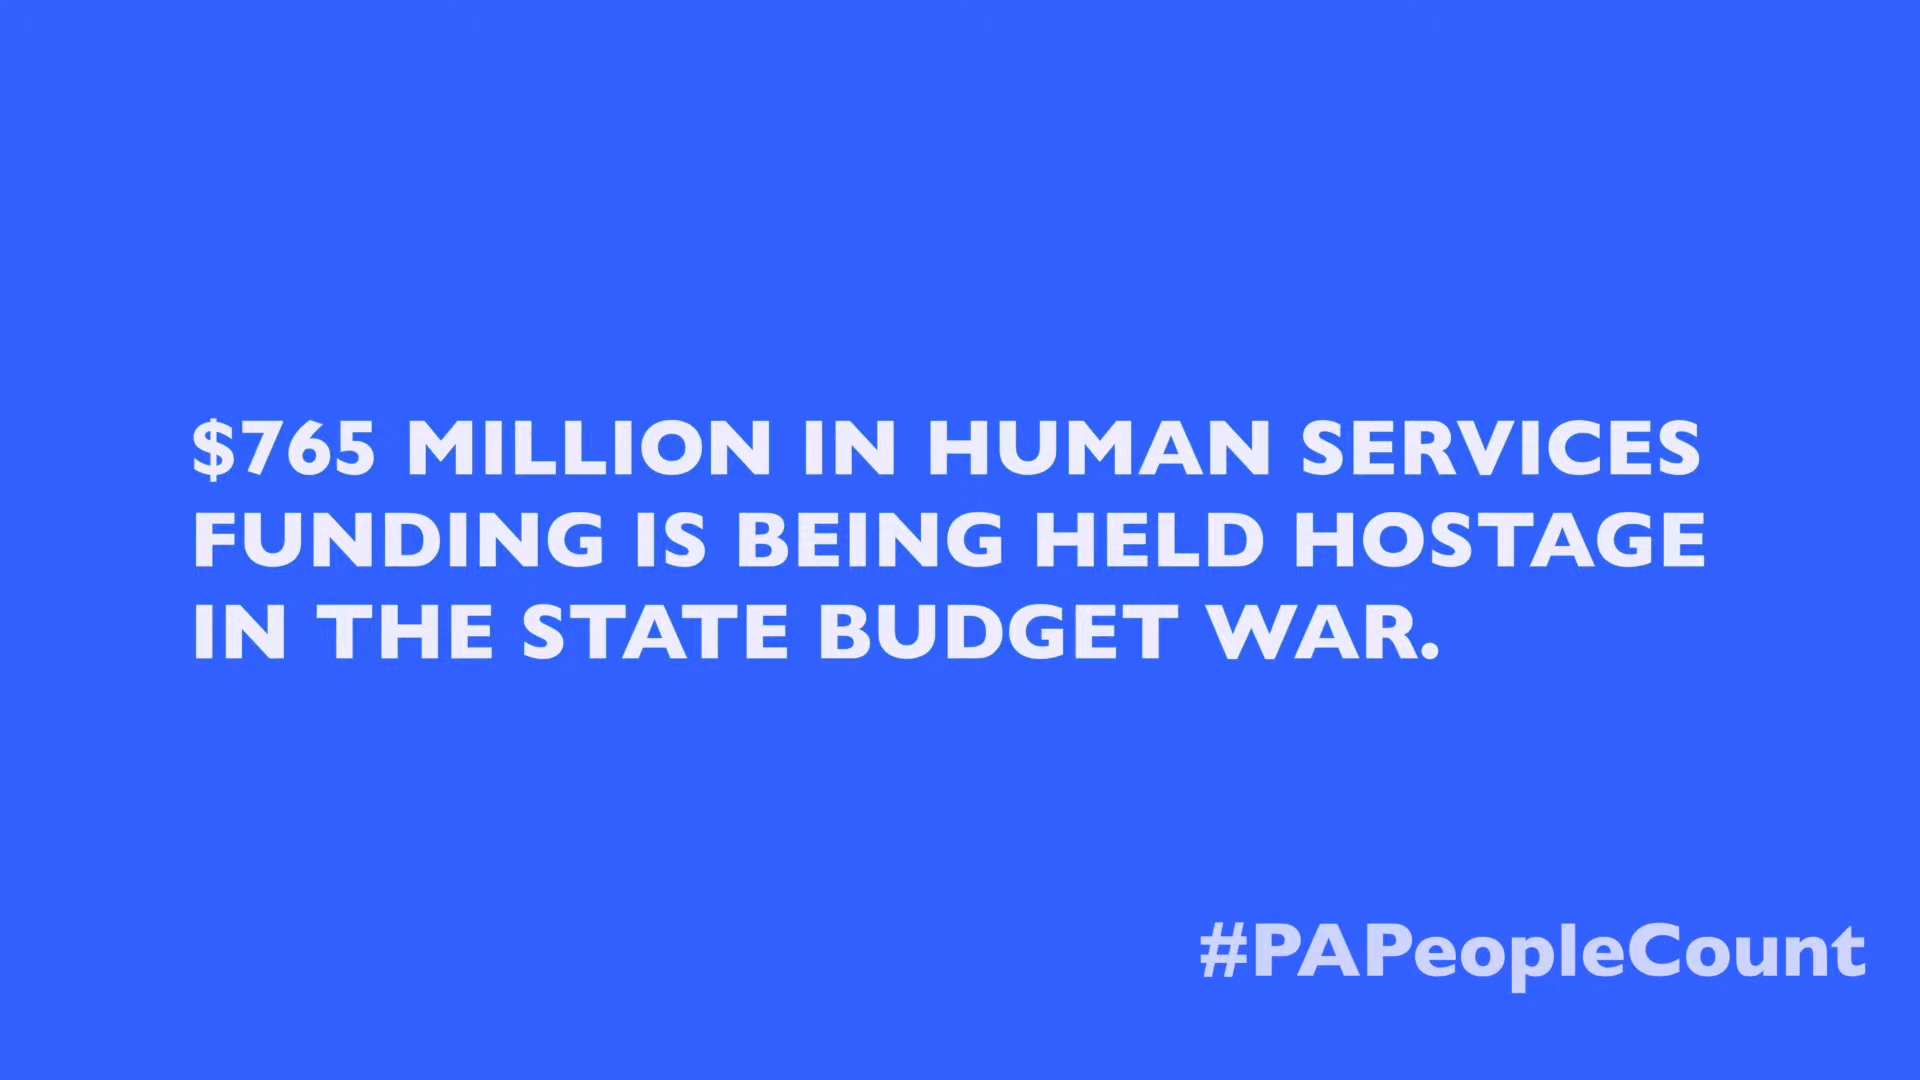 $765 MILLION IN HUMAN SERVICES
FUNDING IS BEING HELD HOSTAGE
IN THE STATE BUDGET WAR.
#PAPeopleCount